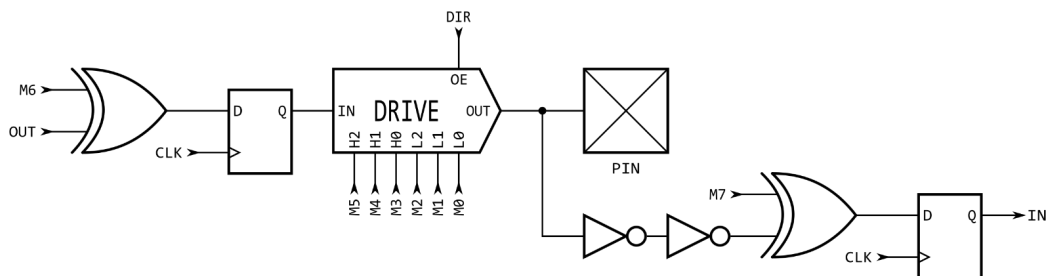 DIR
M6
OUT
CLK
D
Q
IN
DRIVE
OE
OUT
H2
H1
H0
L2
L1
L0
M5
M4
M3
M2
M1
M0
PIN
M7
CLK
D
Q
IN